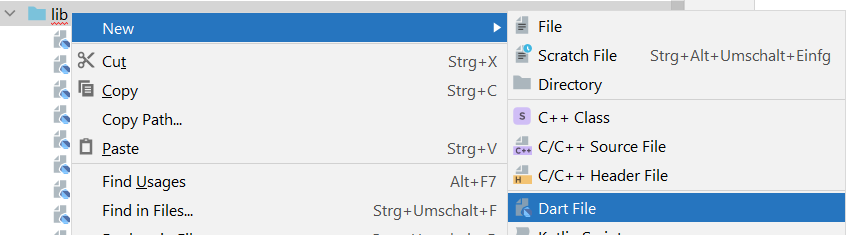 lib
New
Cut Strg+X
Copy Strg+C
Copy Path...
Paste Strg+V
Find Usages Alt+F7
Find in Files... Strg+Umschalt+F
File
Scratch File Strg+Alt+Umschalt+Einfg
Directory
S C++ Class
C++ C/C++ Source File
H C/C++ Header File
Dart File